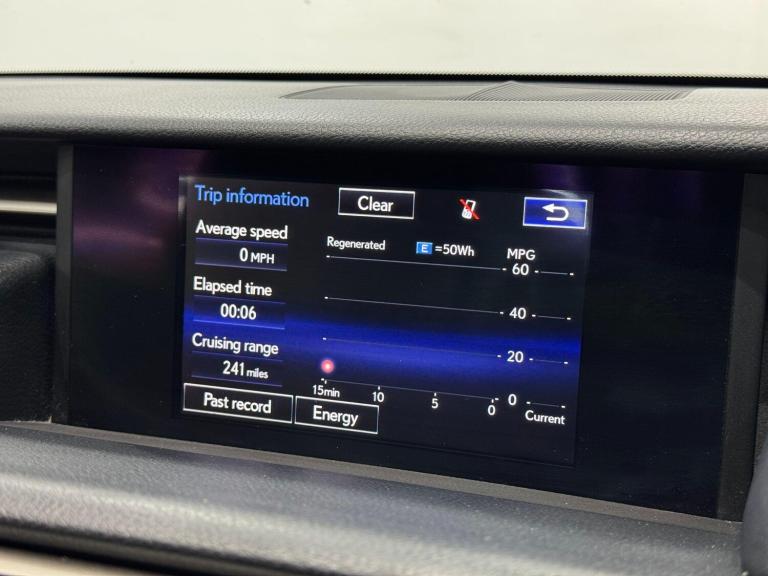 Trip information
Clear
Average speed
0 MPH
Regenerated
E =50Wh
MPG
60
Elapsed time
00:06
40
Cruising range
241 miles
20
0
15min 10 5 0 Current
Past record
Energy